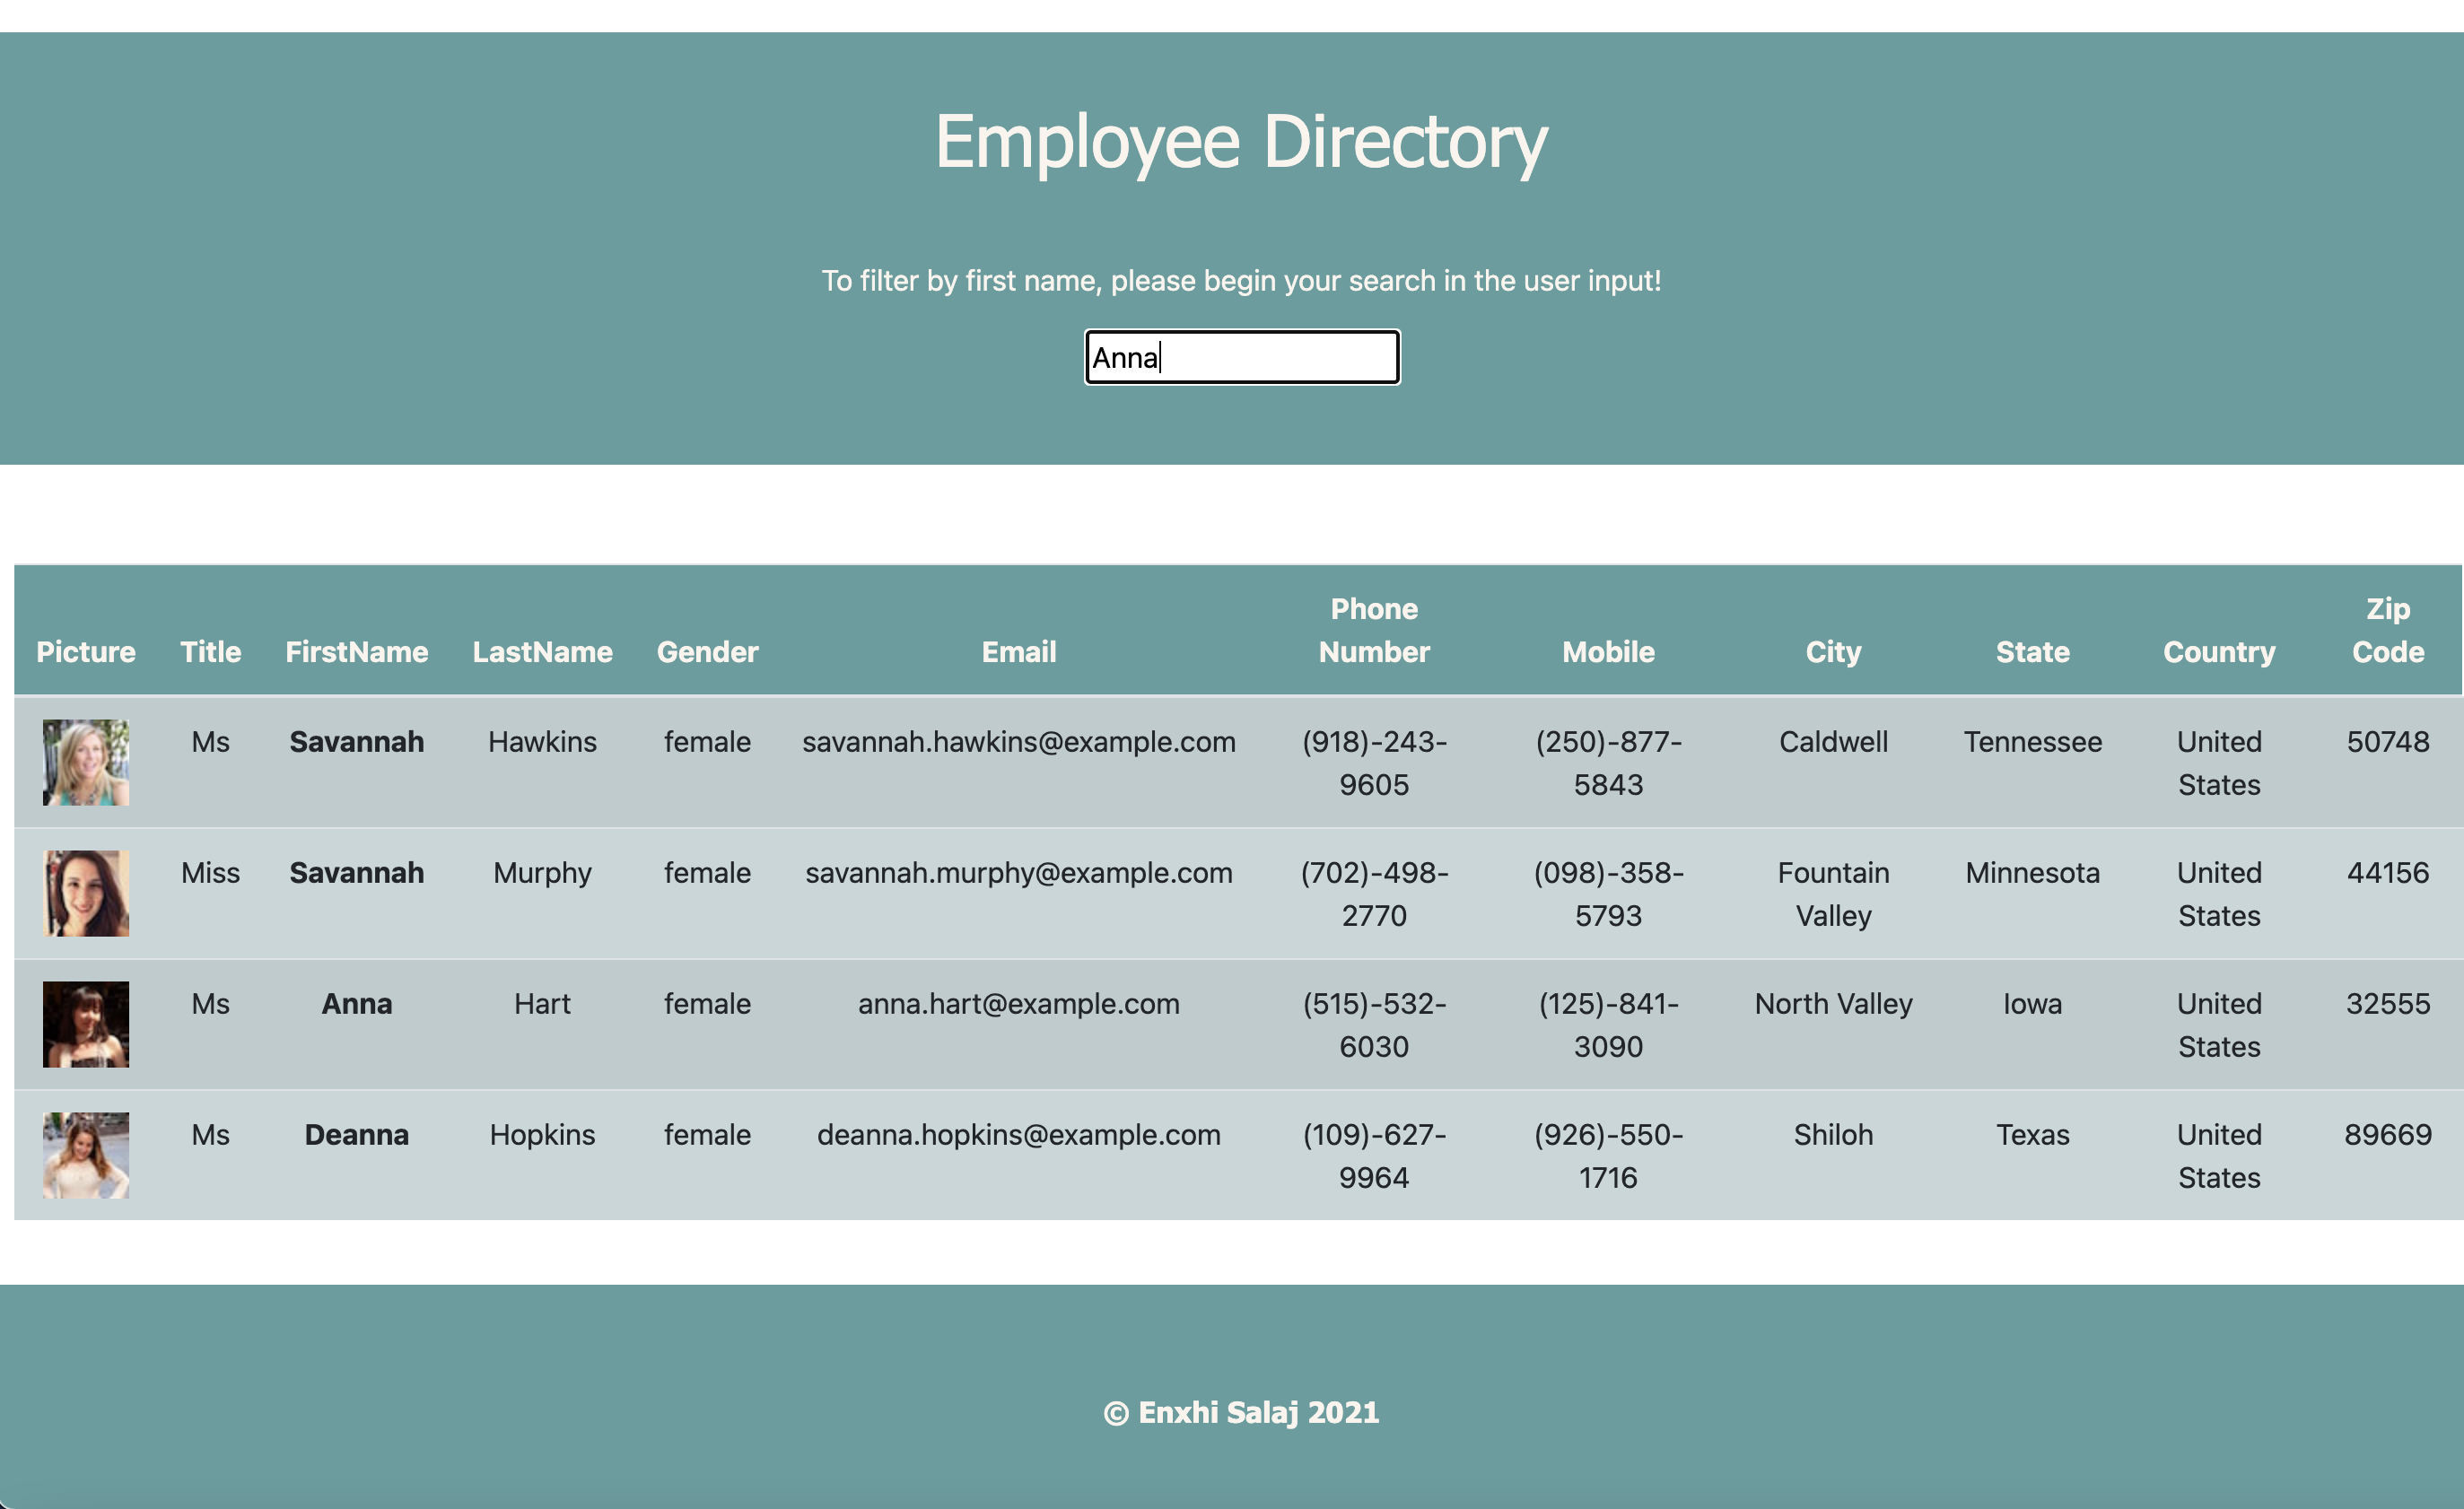 Employee Directory
To filter by first name, please begin your search in the user input!
Anna
Picture Title FirstName LastName Gender Email Phone Number Mobile City State Country Zip Code
Ms Savannah Hawkins female savannah.hawkins@example.com (918)-243-9605 (250)-877-5843 Caldwell Tennessee United States 50748
Miss Savannah Murphy female savannah.murphy@example.com (702)-498-2770 (098)-358-5793 Fountain Valley Minnesota United States 44156
Ms Anna Hart female anna.hart@example.com (515)-532-6030 (125)-841-3090 North Valley Iowa United States 32555
Ms Deanna Hopkins female deanna.hopkins@example.com (109)-627-9964 (926)-550-1716 Shiloh Texas United States 89669
© Enxhi Salaj 2021